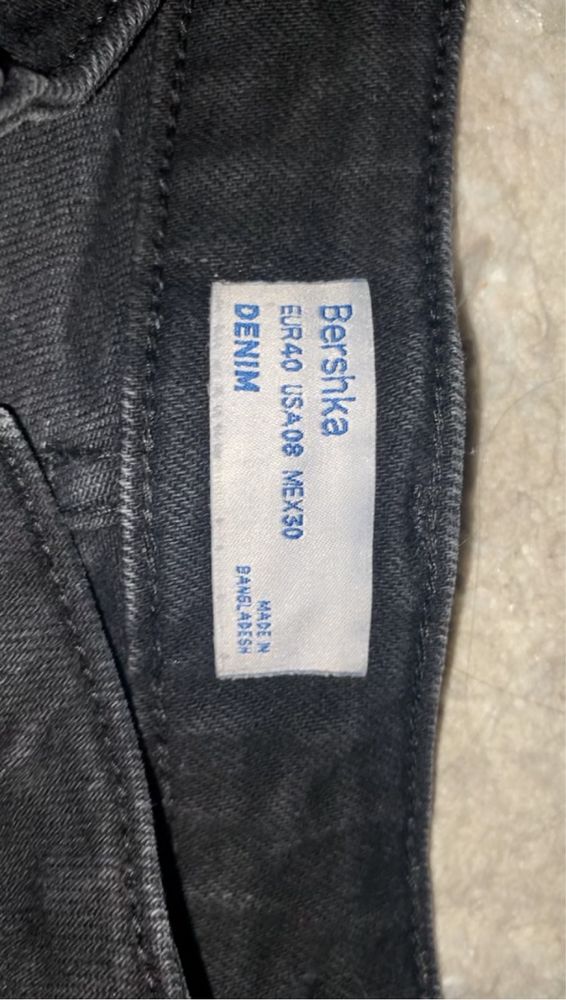 Bershka
EUR40 USA08 MEX30
DENIM
MADE IN
BANGLADESH